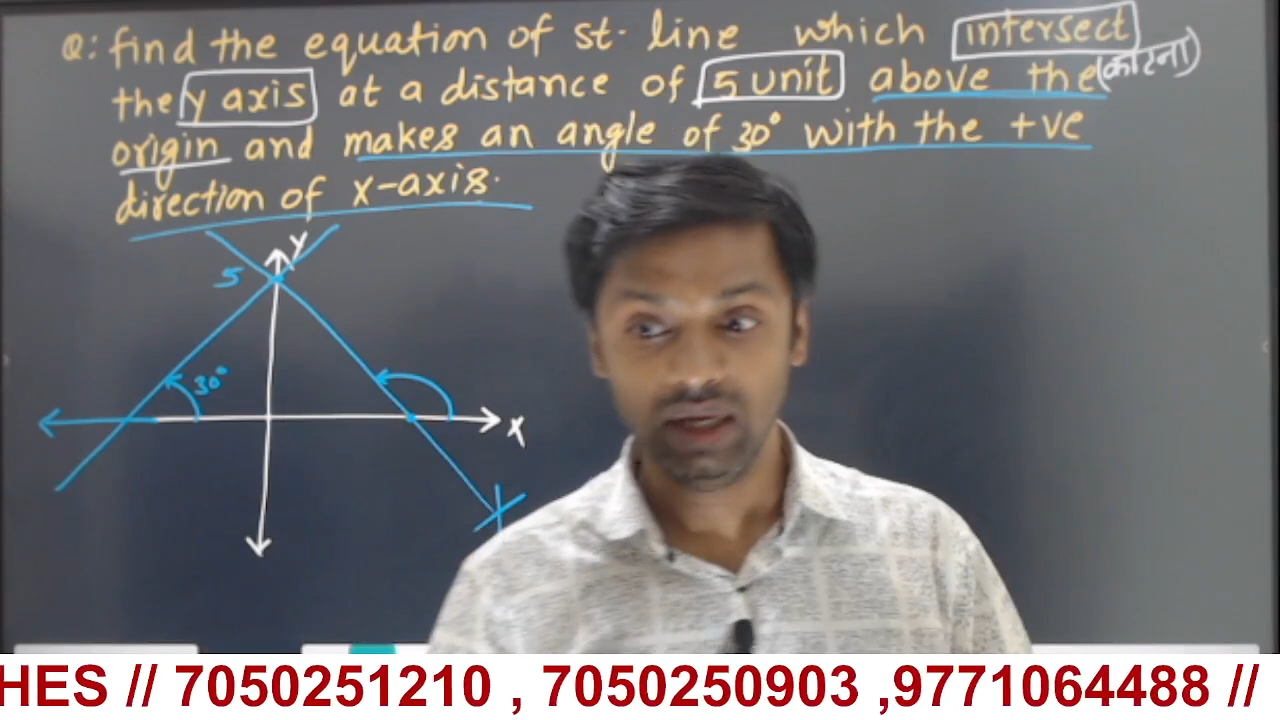 Q: find the equation of st. line which intersect
the y axis at a distance of 5 unit above the (काटना)
origin and makes an angle of 30° with the +ve
direction of x-axis.
y
5
30°
x
HES // 7050251210 , 7050250903 ,9771064488 //